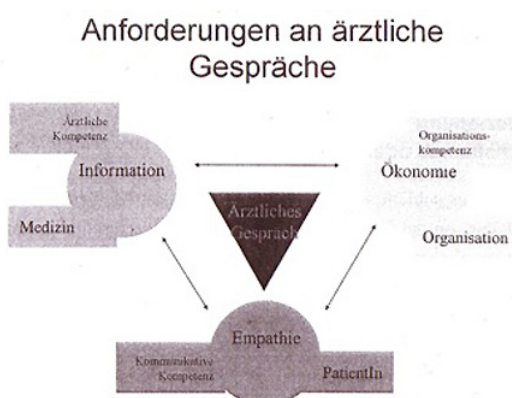 Anforderungen an ärztliche
Gespräche
Ärztliche
Kompetenz
Information
Medizin
Organisations-
kompetenz
Ökonomie
Organisation
Ärztliches
Gespräch
Empathie
Kommunikative
Kompetenz
PatientIn